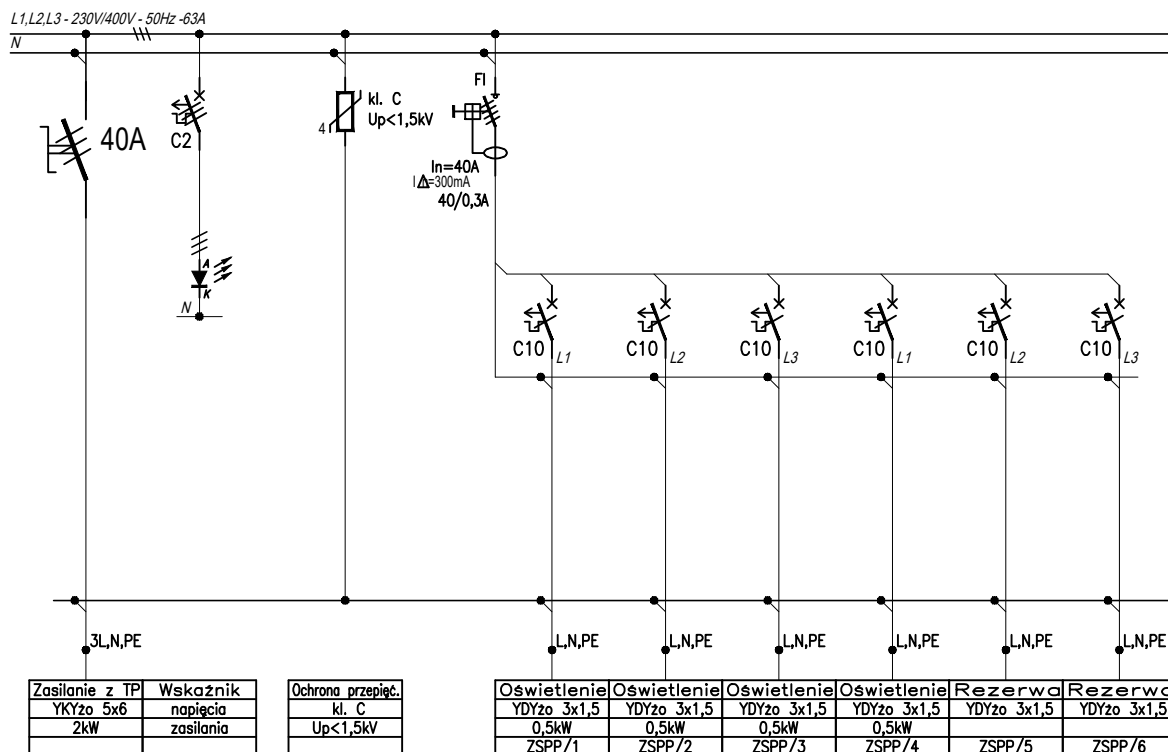 L1,L2,L3 - 230V/400V - 50Hz -63A
N
FI
kl. C
Up<1,5kV
40A
C2
4
In=40A
I∆=300mA
40/0,3A
A
K
N
C10 L1
C10 L2
C10 L3
C10 L1
C10 L2
C10 L3
3L,N,PE
L,N,PE
L,N,PE
L,N,PE
L,N,PE
L,N,PE
L,N,PE
Zasilanie z TP Wskaźnik Ochrona przepięć. Oświetlenie Oświetlenie Oświetlenie Oświetlenie Rezerwa Rezerwa
YKYżo 5x6 napięcia kl. C YDYżo 3x1,5 YDYżo 3x1,5 YDYżo 3x1,5 YDYżo 3x1,5 YDYżo 3x1,5 YDYżo 3x1,5
2kW zasilania Up<1,5kV 0,5kW 0,5kW 0,5kW 0,5kW
ZSPP/1 ZSPP/2 ZSPP/3 ZSPP/4 ZSPP/5 ZSPP/6